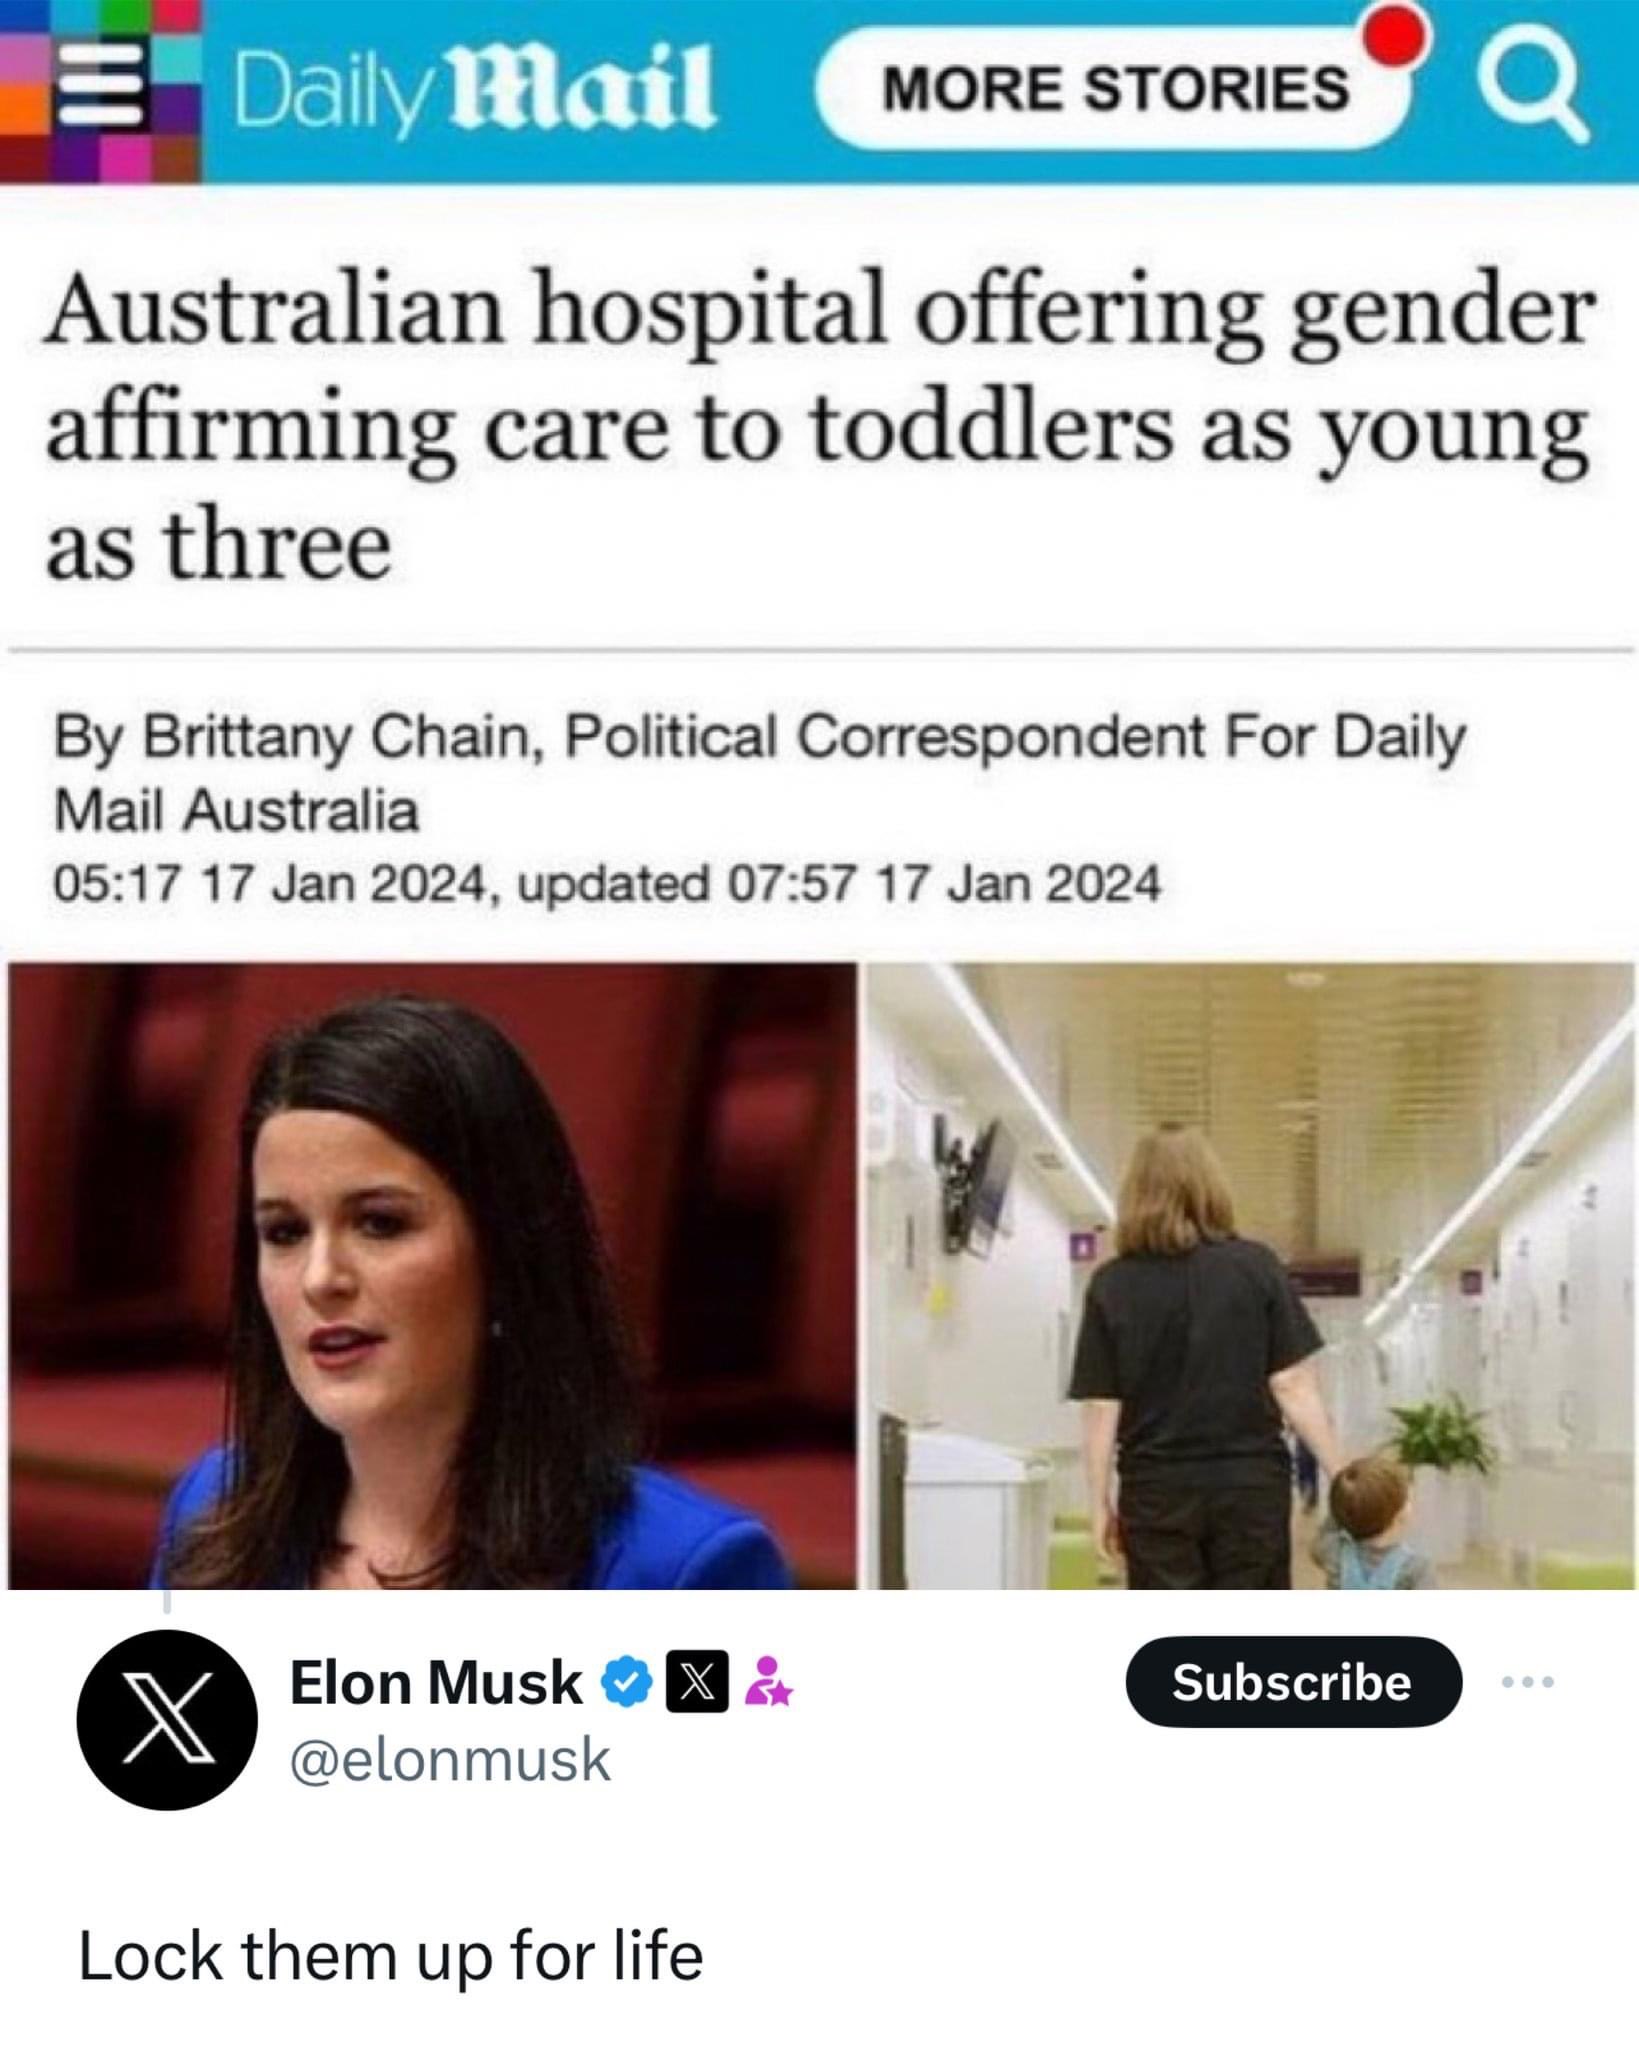 Daily Mail
MORE STORIES
Australian hospital offering gender
affirming care to toddlers as young
as three
By Brittany Chain, Political Correspondent For Daily
Mail Australia
05:17 17 Jan 2024, updated 07:57 17 Jan 2024
X
Elon Musk X
Subscribe
@elonmusk
Lock them up for life